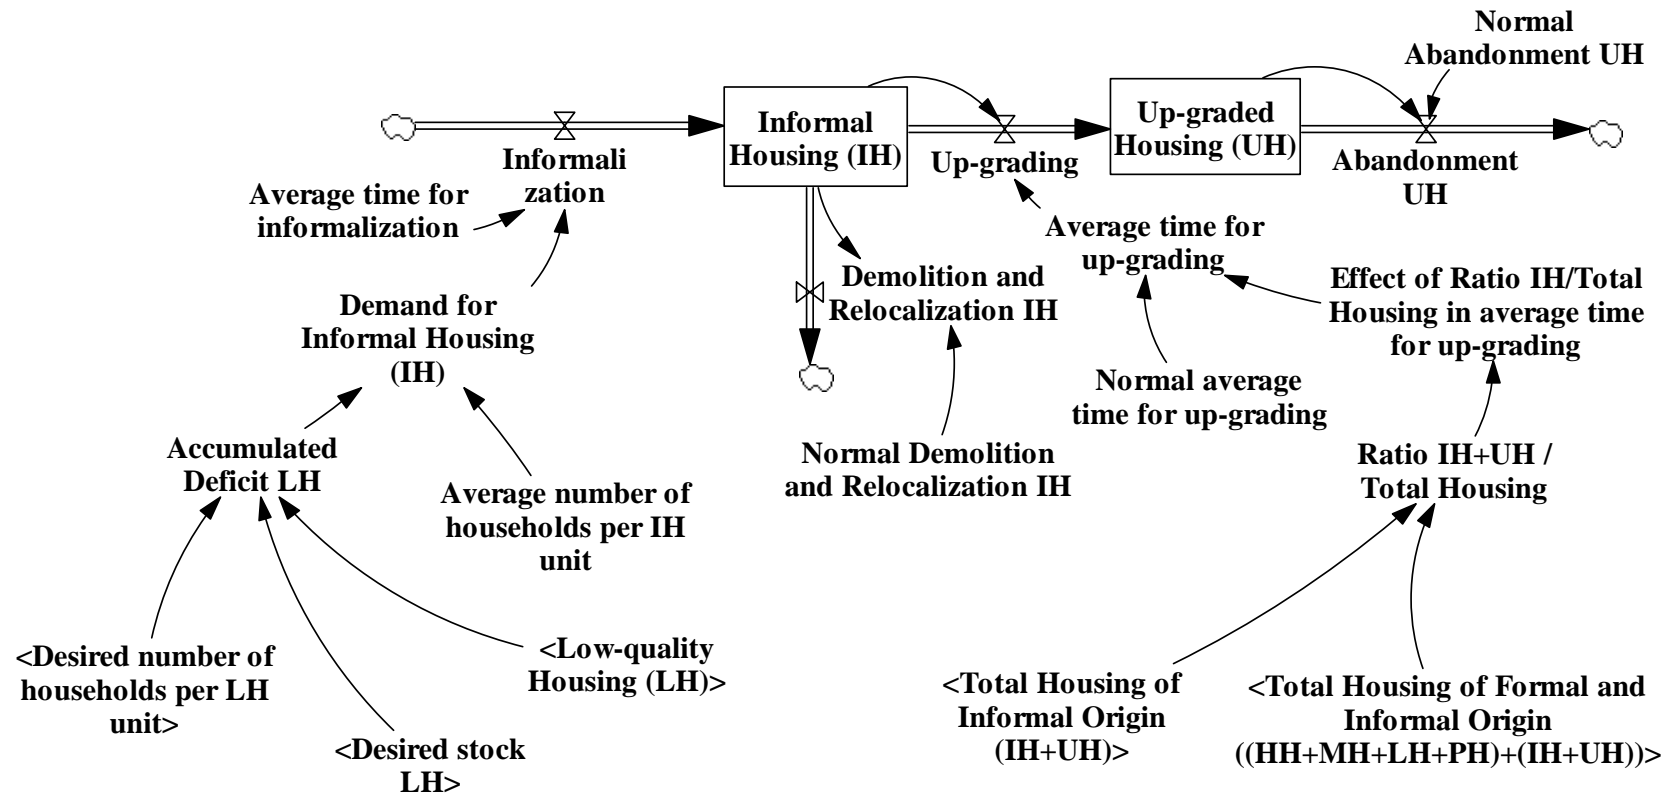 Normal
Abandonment UH
Informal
Housing (IH)
Up-graded
Housing (UH)
Informali
zation
Up-grading
Abandonment
UH
Average time for
informalization
Average time for
up-grading
Demolition and
Relocalization IH
Effect of Ratio IH/Total
Housing in average time
for up-grading
Demand for
Informal Housing
(IH)
Normal average
time for up-grading
Accumulated
Deficit LH
Normal Demolition
and Relocalization IH
Ratio IH+UH /
Total Housing
Average number of
households per IH
unit
<Desired number of
households per LH
unit>
<Low-quality
Housing (LH)>
<Total Housing of
Informal Origin
(IH+UH)>
<Total Housing of Formal and
Informal Origin
((HH+MH+LH+PH)+(IH+UH))>
<Desired stock
LH>